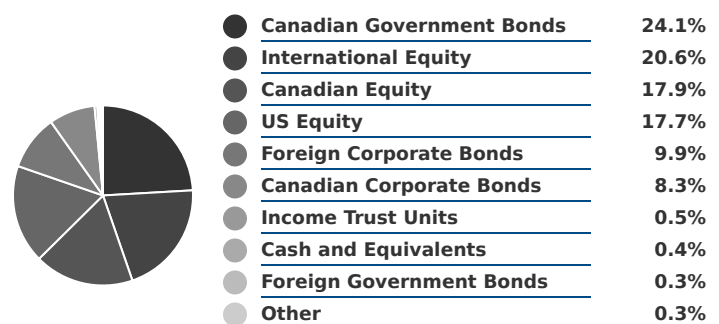 Canadian Government Bonds 24.1%
International Equity 20.6%
Canadian Equity 17.9%
US Equity 17.7%
Foreign Corporate Bonds 9.9%
Canadian Corporate Bonds 8.3%
Income Trust Units 0.5%
Cash and Equivalents 0.4%
Foreign Government Bonds 0.3%
Other 0.3%